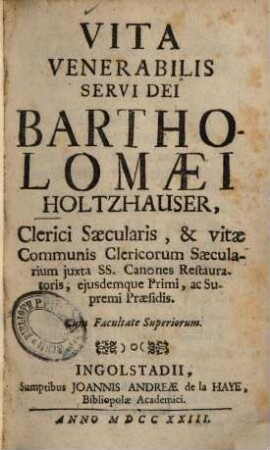 VITA
VENERABILIS
SERVI DEI
BARTHO-
LOMÆI
HOLTZHAUSER,
Clerici Sæcularis, & vitæ
Communis Clericorum Sæcula-
rium juxta SS. Canones Restaura-
toris, ejusdemque Primi, ac Su-
premi Præsidis.
Cum Facultate Superiorum.
INGOLSTADII,
Sumptibus JOANNIS ANDREÆ de la HAYE,
Bibliopolæ Academici.
ANNO MDCCXXIII.